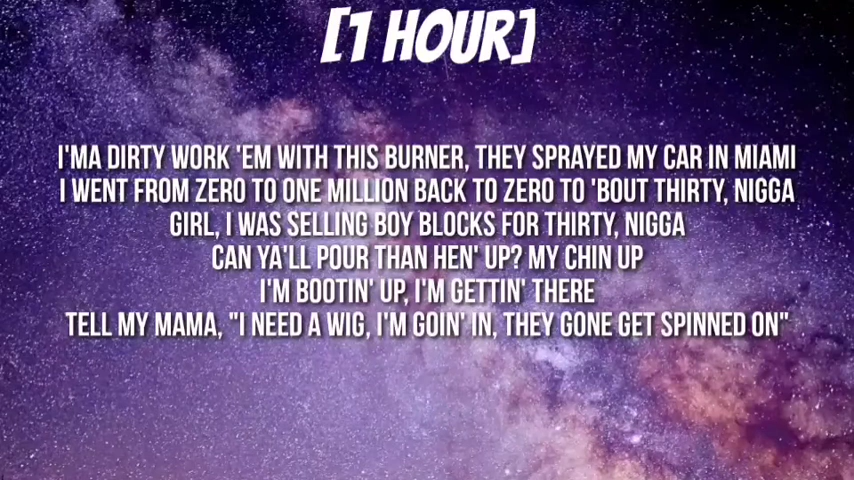 [1 HOUR]
I'MA DIRTY WORK 'EM WITH THIS BURNER, THEY SPRAYED MY CAR IN MIAMI
I WENT FROM ZERO TO ONE MILLION BACK TO ZERO TO 'BOUT THIRTY, NIGGA
GIRL, I WAS SELLING BOY BLOCKS FOR THIRTY, NIGGA
CAN YA'LL POUR THAN HEN' UP? MY CHIN UP
I'M BOOTIN' UP, I'M GETTIN' THERE
TELL MY MAMA, "I NEED A WIG, I'M GOIN' IN, THEY GONE GET SPINNED ON"